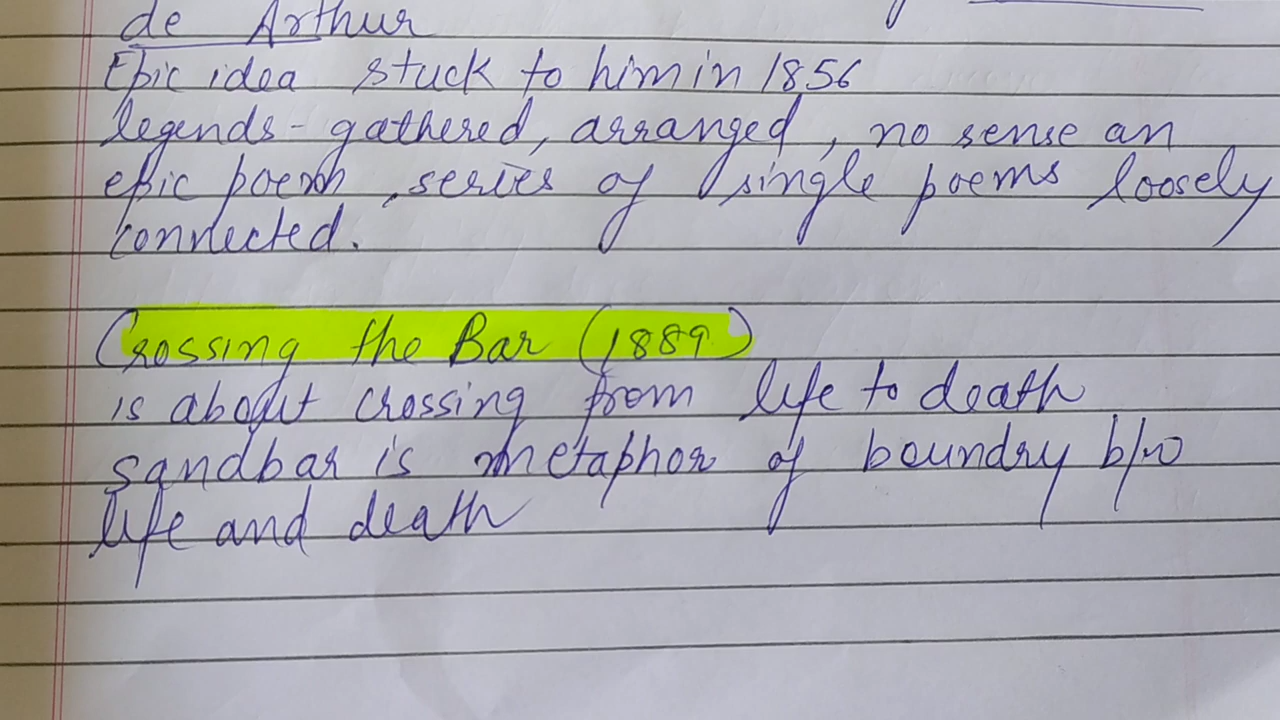 de Arthur
Epic idea stuck to him in 1856
legends - gathered, arranged, no sense an
epic poem, series of single poems loosely
connected.
Crossing the Bar (1889)
is about crossing from life to death
sandbar is metaphor of boundry b/w
life and death